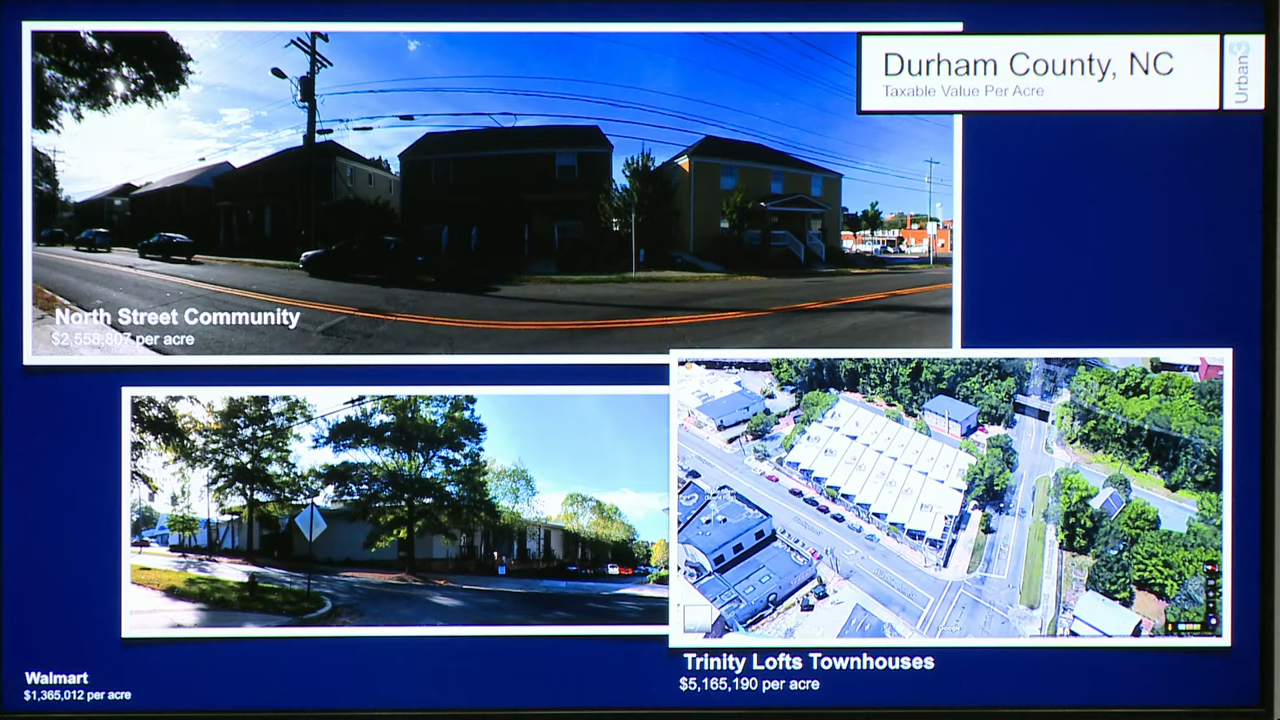 Durham County, NC
Taxable Value Per Acre
Urban3
North Street Community
$2,558,807 per acre
Trinity Lofts Townhouses
$5,165,190 per acre
Walmart
$1,365,012 per acre